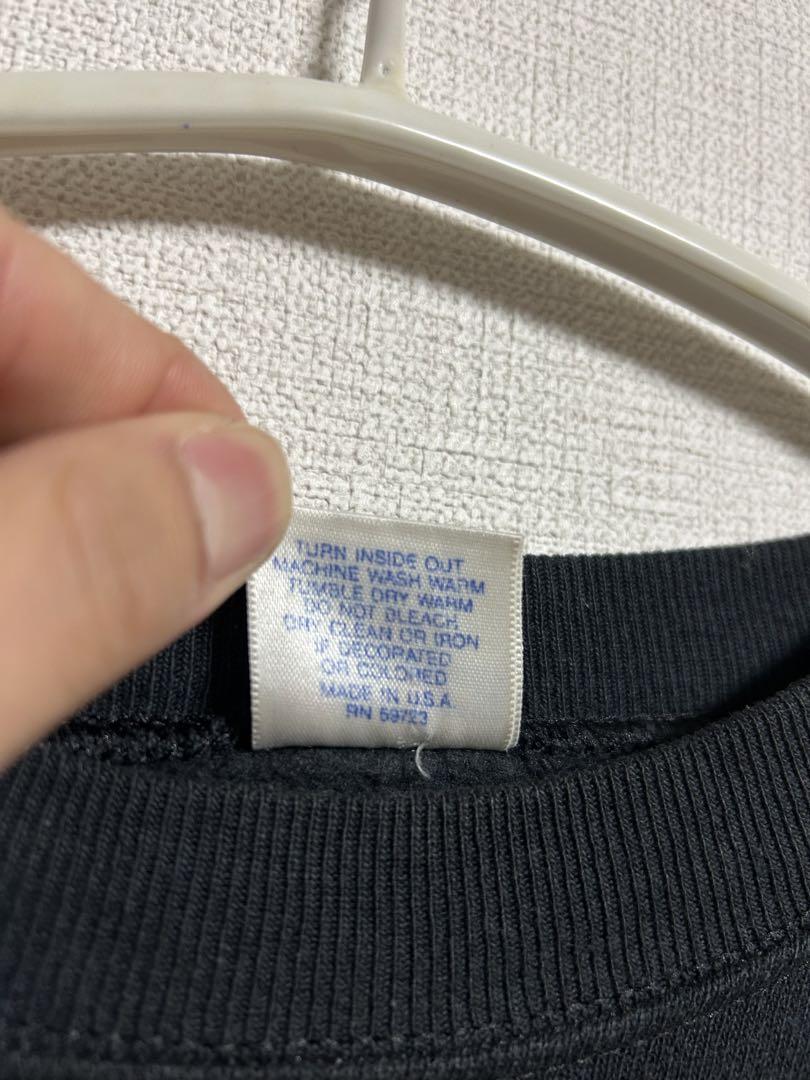 TURN INSIDE OUT
MACHINE WASH WARM
TUMBLE DRY WARM
DO NOT BLEACH
DRY CLEAN OR IRON
IF DECORATED
OR COLORED
MADE IN U.S.A.
RN 59723